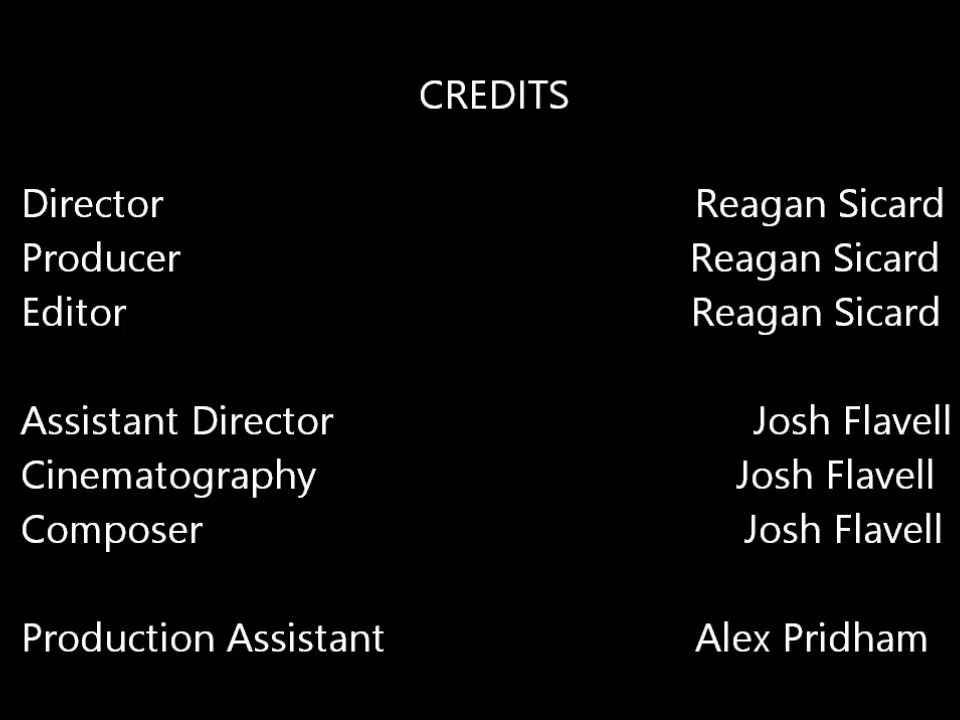 CREDITS
Director Reagan Sicard
Producer Reagan Sicard
Editor Reagan Sicard
Assistant Director Josh Flavell
Cinematography Josh Flavell
Composer Josh Flavell
Production Assistant Alex Pridham